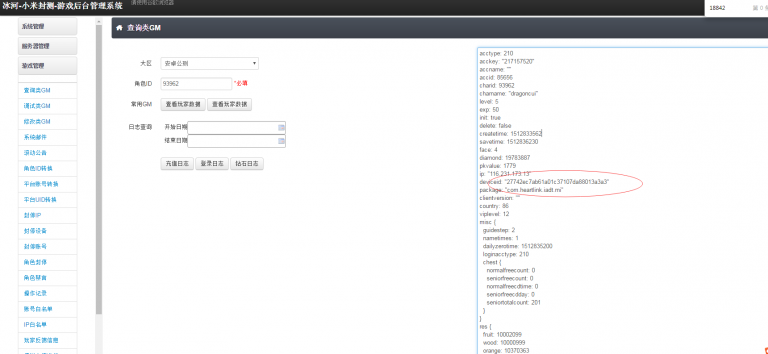 冰河-小米封测-游戏后台管理系统
请使用谷歌浏览器
18842
系统管理
服务器管理
游戏管理
查询类GM
调试类GM
修改类GM
系统邮件
滚动公告
角色ID转换
平台账号转换
平台UID转换
封停IP
封停设备
封停账号
角色封停
角色禁言
操作记录
账号白名单
IP白名单
玩家反馈信息
查询类GM
大区: 安卓公测
角色ID 93962 *必填
常用GM: 查看玩家数据 查看玩家数据
日志查询: 开始日期
结束日期
充值日志 登录日志 钻石日志
acctype: 210
acckey: "217157520"
accname: ""
accid: 85656
charid: 93962
charname: "dragoncui"
level: 5
exp: 50
init: true
delete: false
createtime: 1512833662
savetime: 1512836230
face: 4
diamond: 19783887
pkvalue: 1779
ip: "116.231.173.13"
deviceid: "27742ec7ab61a01c37107da88013a3a3"
package: "com.heartlink.iadt.mi"
clientversion: ""
country: 86
viplevel: 12
misc {
guidestep: 2
nametimes: 1
dailyzerotime: 1512835200
loginacctype: 210
chest {
normalfreecount: 0
seniorfreecount: 0
normalfreecdtime: 0
seniorfreecdday: 0
seniortotalcount: 201
}
}
res {
fruit: 10002099
wood: 10000999
orange: 10370363